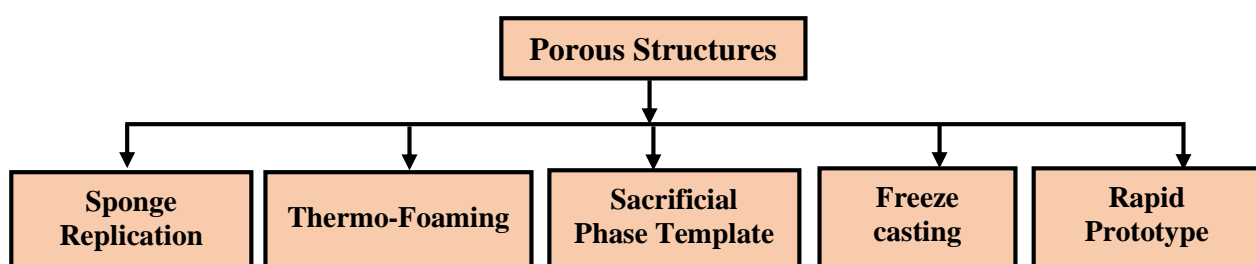 Porous Structures
Sponge
Replication
Thermo-Foaming
Sacrificial
Phase Template
Freeze
casting
Rapid
Prototype